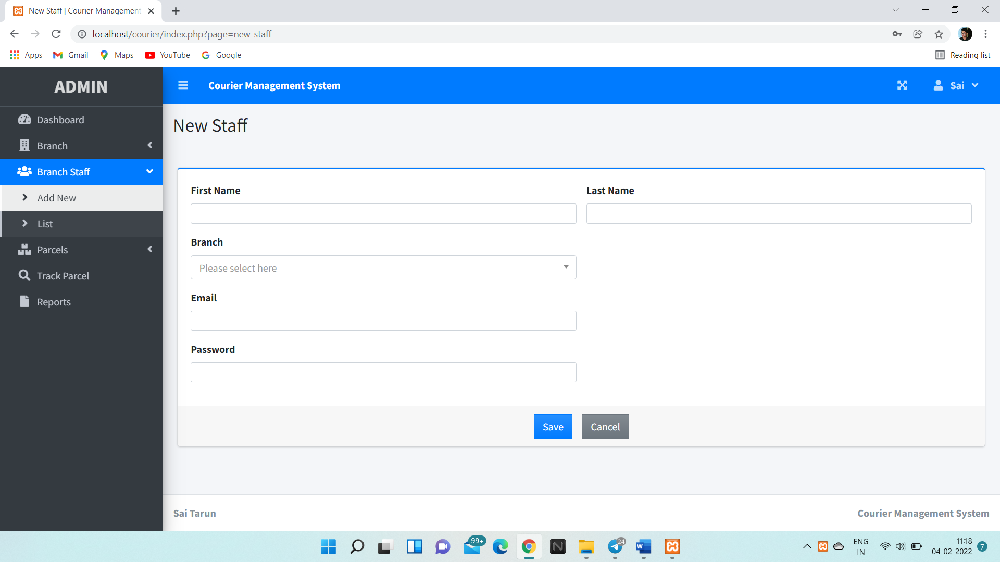 New Staff | Courier Management
localhost/courier/index.php?page=new_staff
Apps Gmail Maps YouTube Google Reading list
ADMIN
Courier Management System
Sai
Dashboard
Branch
Branch Staff
Add New
List
Parcels
Track Parcel
Reports
New Staff
First Name
Last Name
Branch
Please select here
Email
Password
Save Cancel
Sai Tarun
Courier Management System
99+
24
ENG
IN
11:18
04-02-2022
7